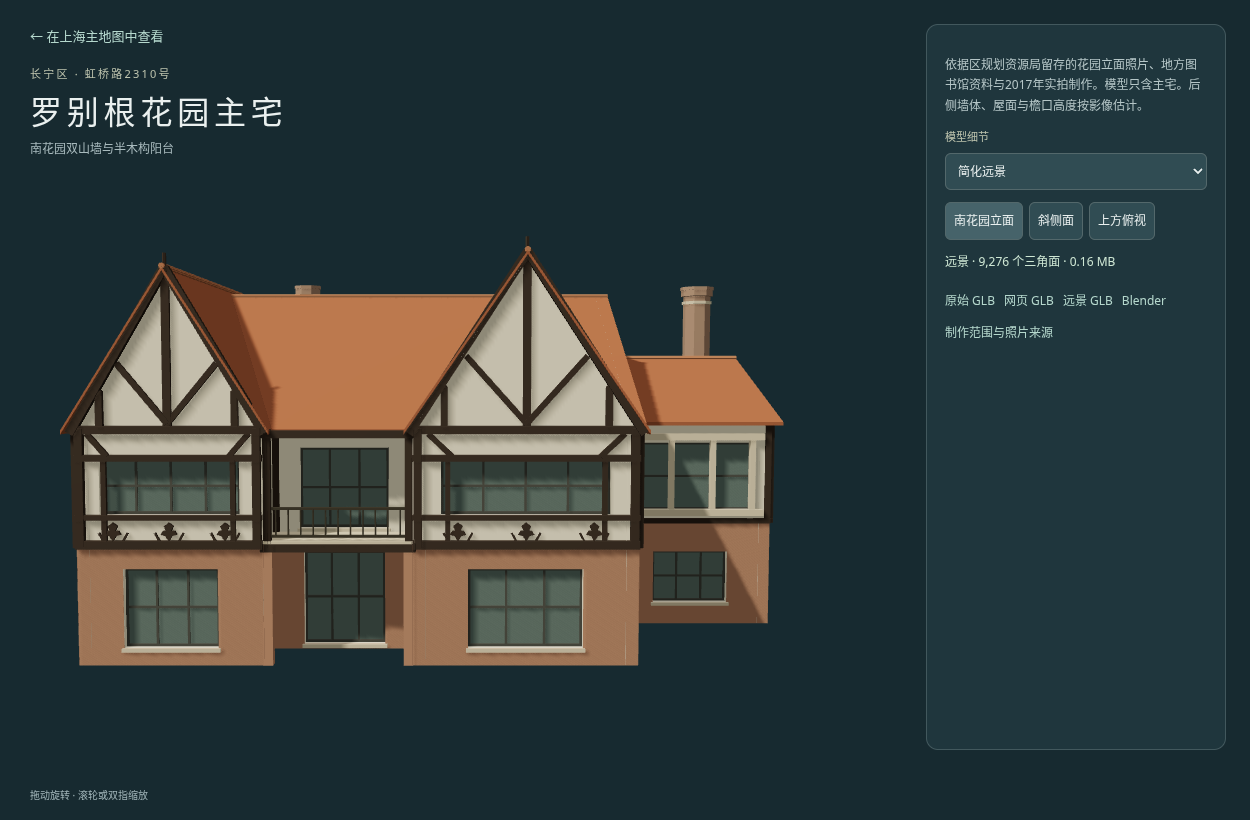 ← 在上海主地图中查看
长宁区 · 虹桥路2310号
罗别根花园主宅
南花园双山墙与半木构阳台
依据区规划资源局留存的花园立面照片、地方图
书馆资料与2017年实拍制作。模型只含主宅。后
侧墙体、屋面与檐口高度按影像估计。
模型细节
简化远景
南花园立面 斜侧面 上方俯视
远景 · 9,276 个三角面 · 0.16 MB
原始 GLB 网页 GLB 远景 GLB Blender
制作范围与照片来源
拖动旋转 · 滚轮或双指缩放